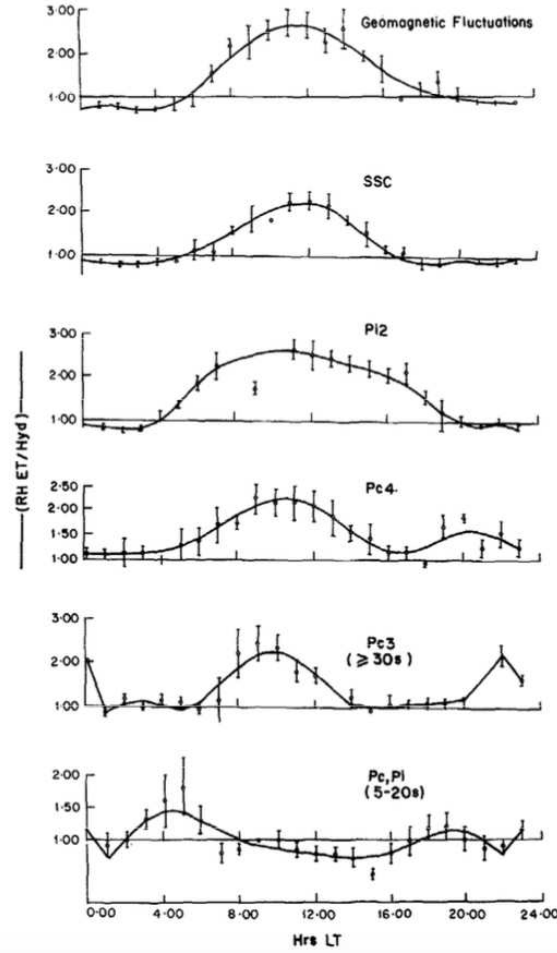 3·00
Geomagnetic Fluctuations
2·00
1·00
3·00
SSC
2·00
1·00
3·00
Pi2
2·00
1·00
(RH ET/Hyd)
2·50
Pc4.
2·00
1·50
1·00
3·00
Pc3
(⩾30s)
2·00
1·00
2·00
Pc,Pi
(5-20s)
1·50
1·00
0·00 4·00 8·00 12·00 16·00 20·00 24·00
Hrs LT